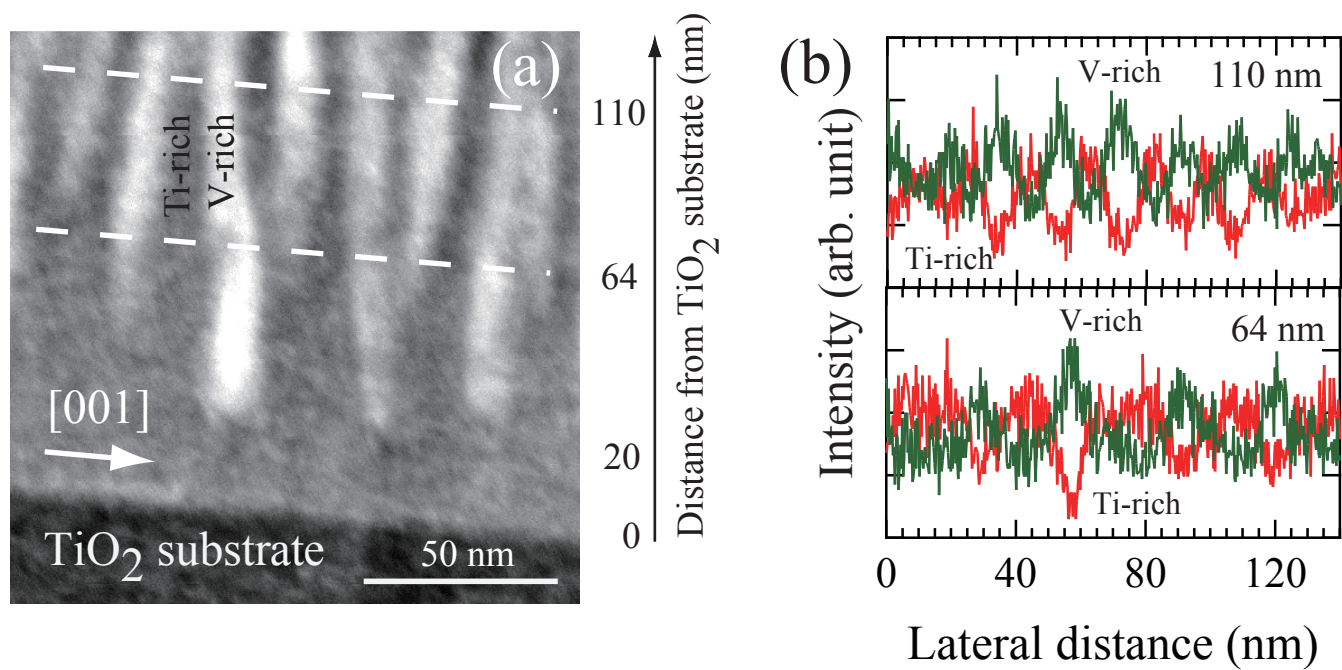 (a)
Ti-rich
V-rich
[001]
TiO2 substrate
50 nm
110
64
20
0
Distance from TiO2 substrate (nm)
(b)
V-rich
110 nm
Ti-rich
V-rich
64 nm
Ti-rich
Intensity (arb. unit)
0 40 80 120
Lateral distance (nm)